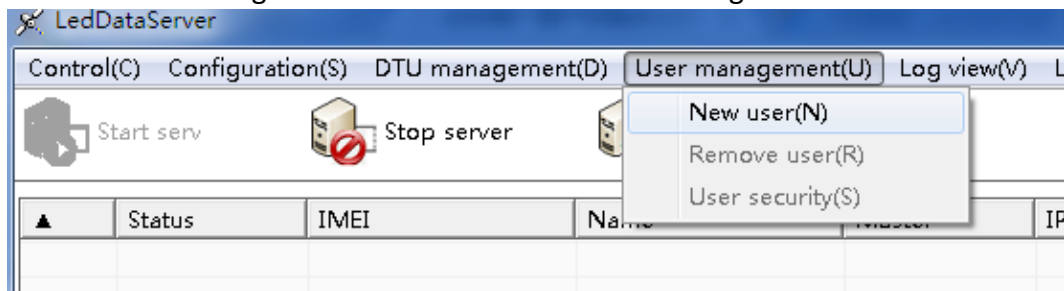 LedDataServer
Control(C) Configuration(S) DTU management(D) User management(U) Log view(V)
Start serv Stop server
New user(N)
Remove user(R)
User security(S)
▲ Status IMEI IP